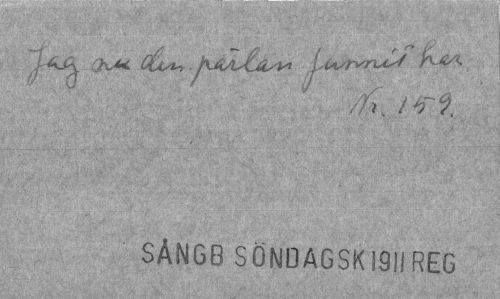 Jag nu den pärlan funnit har
Nr. 159.
SÅNGB SÖNDAGSK 1911 REG